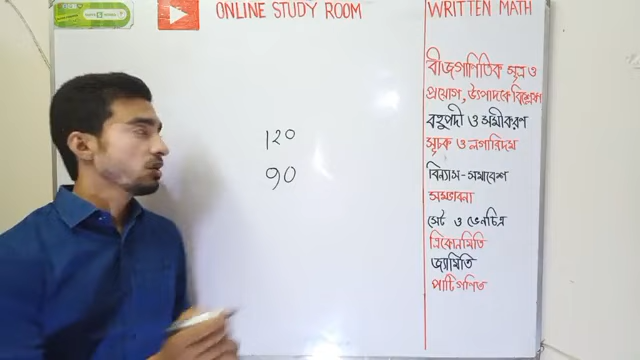 ONLINE STUDY ROOM
WRITTEN MATH
বীজগাণিতিক সূত্র ও
প্রয়োগ, উৎপাদকে বিশ্লেষণ
বহুপদী ও সমীকরণ
সূচক ও লগারিদম
বিন্যাস-সমাবেশ
সম্ভাবনা
সেট ও ভেনচিত্র
ত্রিকোনমিতি
জ্যামিতি
পাটিগণিত
120
90